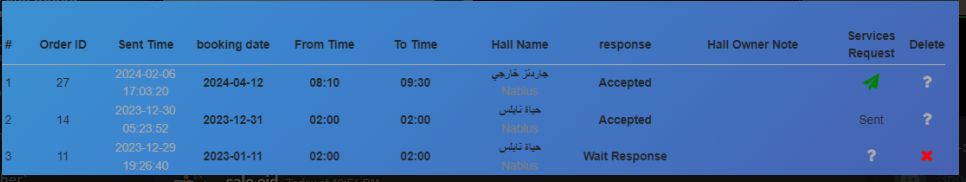 # Order ID Sent Time booking date From Time To Time Hall Name response Hall Owner Note Services Request Delete
1 27 2024-02-06 17:03:20 2024-04-12 08:10 09:30 جاردنز خارجي Nablus Accepted ?
2 14 2023-12-30 05:23:52 2023-12-31 02:00 02:00 حياة نابلس Nablus Accepted Sent ?
3 11 2023-12-29 19:26:40 2023-01-11 02:00 02:00 حياة نابلس Nablus Wait Response ?